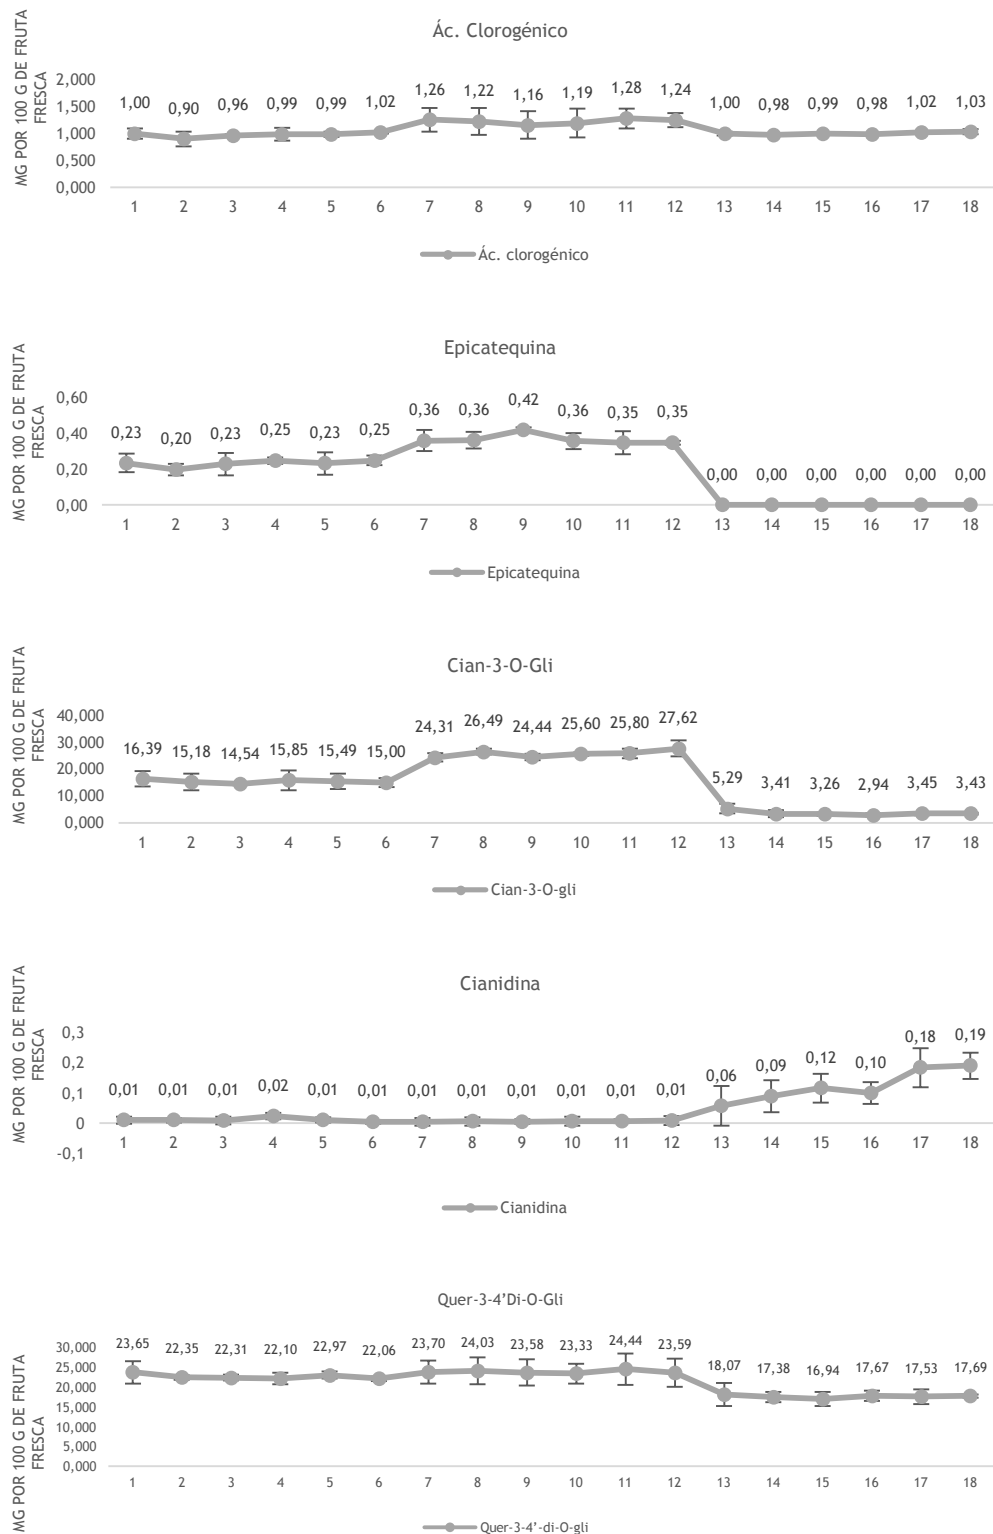 Ác. Clorogénico
MG POR 100 G DE FRUTA
FRESCA
2,000
1,500
1,000
0,500
0,000
1,00 0,90 0,96 0,99 0,99 1,02 1,26 1,22 1,16 1,19 1,28 1,24 1,00 0,98 0,99 0,98 1,02 1,03
1 2 3 4 5 6 7 8 9 10 11 12 13 14 15 16 17 18
Ác. clorogénico
Epicatequina
MG POR 100 G DE FRUTA
FRESCA
0,60
0,40
0,20
0,00
0,23 0,20 0,23 0,25 0,23 0,25 0,36 0,36 0,42 0,36 0,35 0,35 0,00 0,00 0,00 0,00 0,00 0,00
1 2 3 4 5 6 7 8 9 10 11 12 13 14 15 16 17 18
Epicatequina
Cian-3-O-Gli
MG POR 100 G DE FRUTA
FRESCA
40,000
30,000
20,000
10,000
0,000
16,39 15,18 14,54 15,85 15,49 15,00 24,31 26,49 24,44 25,60 25,80 27,62 5,29 3,41 3,26 2,94 3,45 3,43
1 2 3 4 5 6 7 8 9 10 11 12 13 14 15 16 17 18
Cian-3-O-gli
Cianidina
MG POR 100 G DE FRUTA
FRESCA
0,3
0,2
0,1
0
-0,1
0,01 0,01 0,01 0,02 0,01 0,01 0,01 0,01 0,01 0,01 0,01 0,01 0,06 0,09 0,12 0,10 0,18 0,19
1 2 3 4 5 6 7 8 9 10 11 12 13 14 15 16 17 18
Cianidina
Quer-3-4’Di-O-Gli
MG POR 100 G DE FRUTA
FRESCA
30,000
25,000
20,000
15,000
10,000
5,000
0,000
23,65 22,35 22,31 22,10 22,97 22,06 23,70 24,03 23,58 23,33 24,44 23,59 18,07 17,38 16,94 17,67 17,53 17,69
1 2 3 4 5 6 7 8 9 10 11 12 13 14 15 16 17 18
Quer-3-4’-di-O-gli